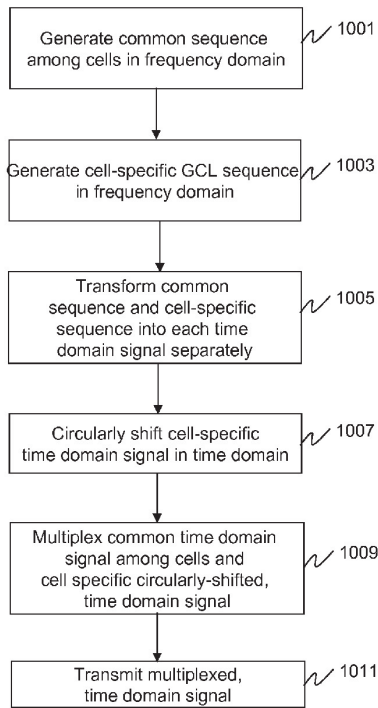 Generate common sequence
among cells in frequency domain
1001
Generate cell-specific GCL sequence
in frequency domain
1003
Transform common
sequence and cell-specific
sequence into each time
domain signal separately
1005
Circularly shift cell-specific
time domain signal in time domain
1007
Multiplex common time domain
signal among cells and
cell specific circularly-shifted,
time domain signal
1009
Transmit multiplexed,
time domain signal
1011